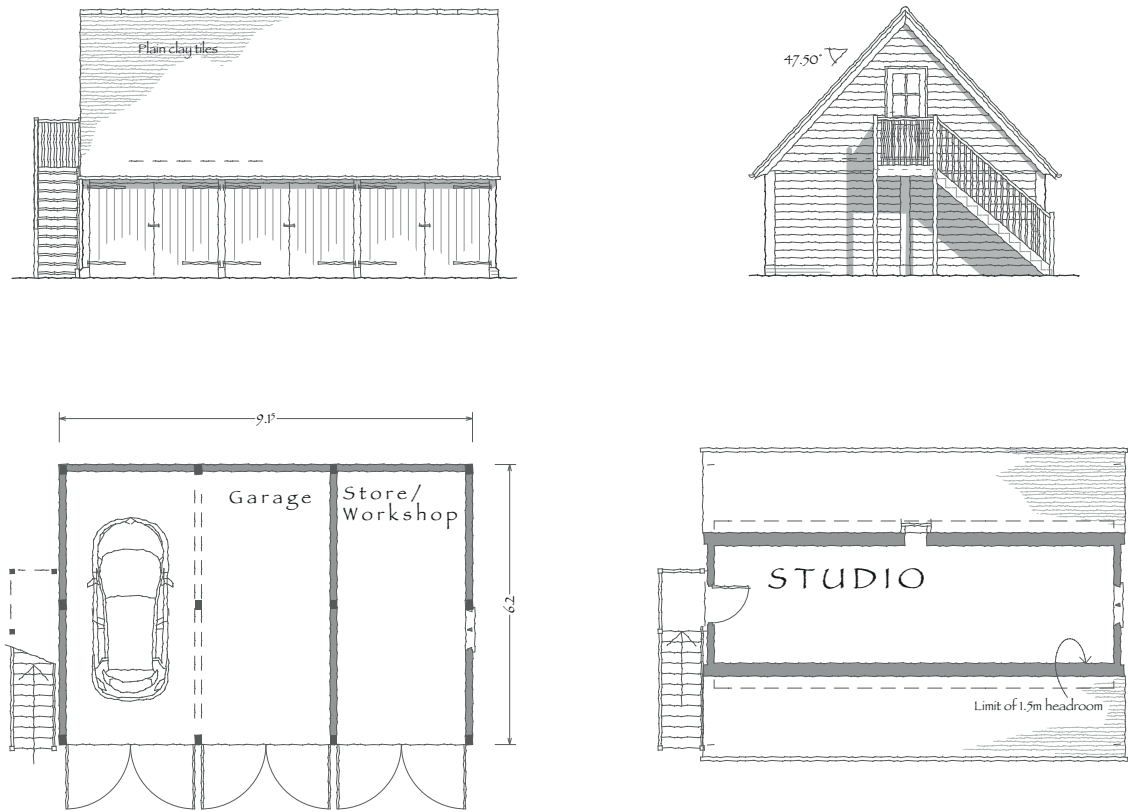 Plain clay tiles
47.50°
9.15
Garage
Store/
Workshop
6.2
STUDIO
Limit of 1.5m headroom